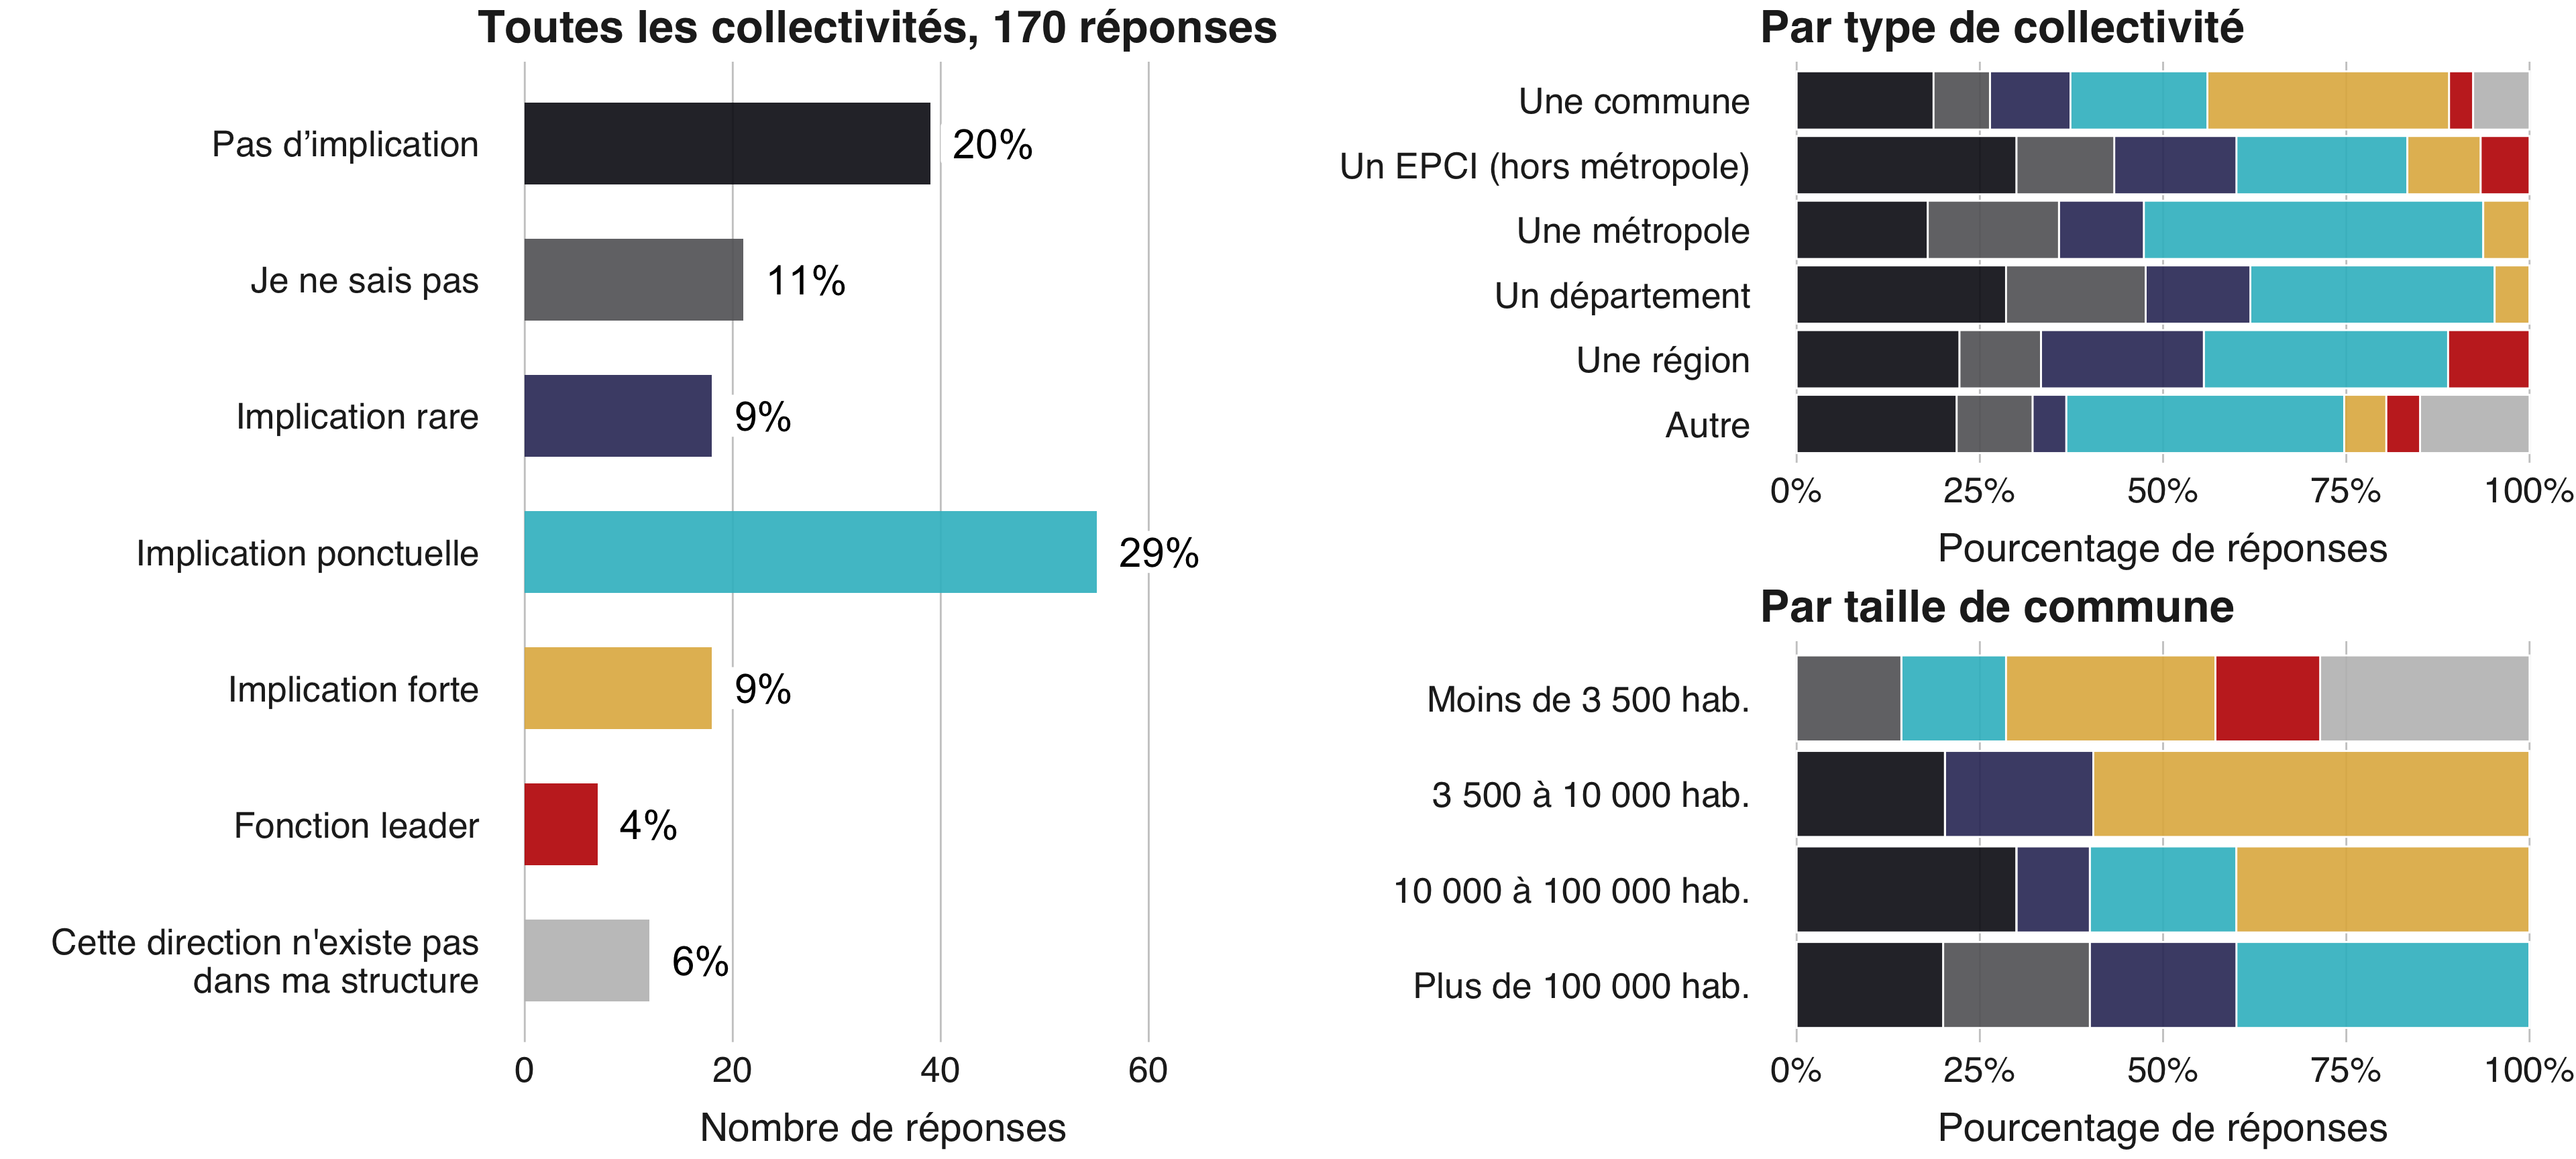 Toutes les collectivités, 170 réponses
Pas d’implication
20%
Je ne sais pas
11%
Implication rare
9%
Implication ponctuelle
29%
Implication forte
9%
Fonction leader
4%
Cette direction n'existe pas
dans ma structure
6%
0 20 40 60
Nombre de réponses
Par type de collectivité
Une commune
Un EPCI (hors métropole)
Une métropole
Un département
Une région
Autre
0% 25% 50% 75% 100%
Pourcentage de réponses
Par taille de commune
Moins de 3 500 hab.
3 500 à 10 000 hab.
10 000 à 100 000 hab.
Plus de 100 000 hab.
0% 25% 50% 75% 100%
Pourcentage de réponses